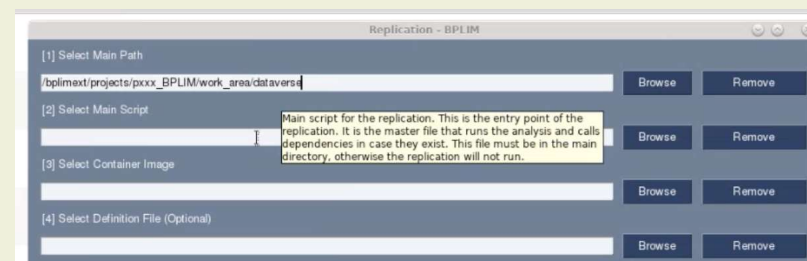 Replication - BPLIM
[1] Select Main Path
/bplimext/projects/pxxx_BPLIM/work_area/dataverse
Browse
Remove
[2] Select Main Script
Main script for the replication. This is the entry point of the
replication. It is the master file that runs the analysis and calls
dependencies in case they exist. This file must be in the main
directory, otherwise the replication will not run.
Browse
Remove
[3] Select Container Image
Browse
Remove
[4] Select Definition File (Optional)
Browse
Remove